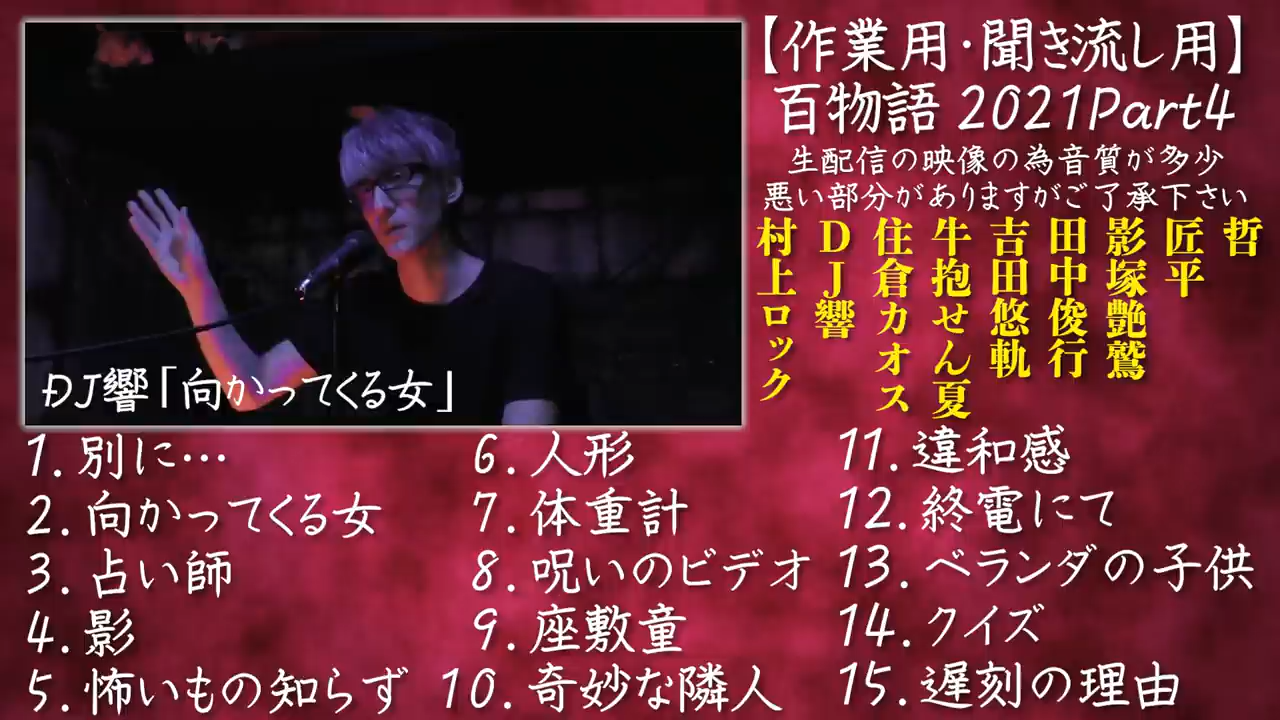 【作業用・聞き流し用】
百物語 2021Part4
生配信の映像の為音質が多少
悪い部分がありますがご了承下さい
哲
匠平
影塚艶鷲
田中俊行
吉田悠軌
牛抱せん夏
住倉カオス
DJ響
村上ロック
DJ響「向かってくる女」
1.別に…
2.向かってくる女
3.占い師
4.影
5.怖いもの知らず
6.人形
7.体重計
8.呪いのビデオ
9.座敷童
10.奇妙な隣人
11.違和感
12.終電にて
13.ベランダの子供
14.クイズ
15.遅刻の理由